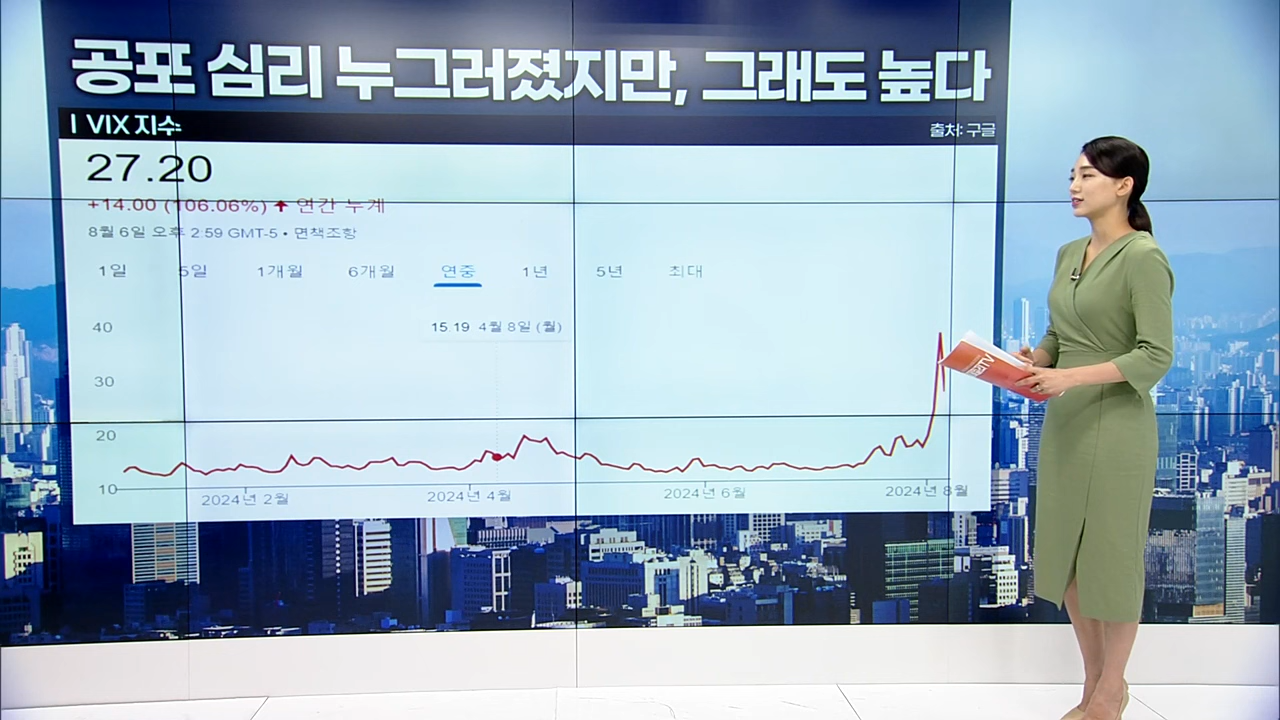 공포 심리 누그러졌지만, 그래도 높다
VIX 지수
출처: 구글
27.20
+14.00 (106.06%) ↑ 연간 누계
8월 6일 오후 2:59 GMT-5 • 면책조항
1일 5일 1개월 6개월 연중 1년 5년 최대
15.19 4월 8일 (월)
40
30
20
10
2024년 2월 2024년 4월 2024년 6월 2024년 8월
TV